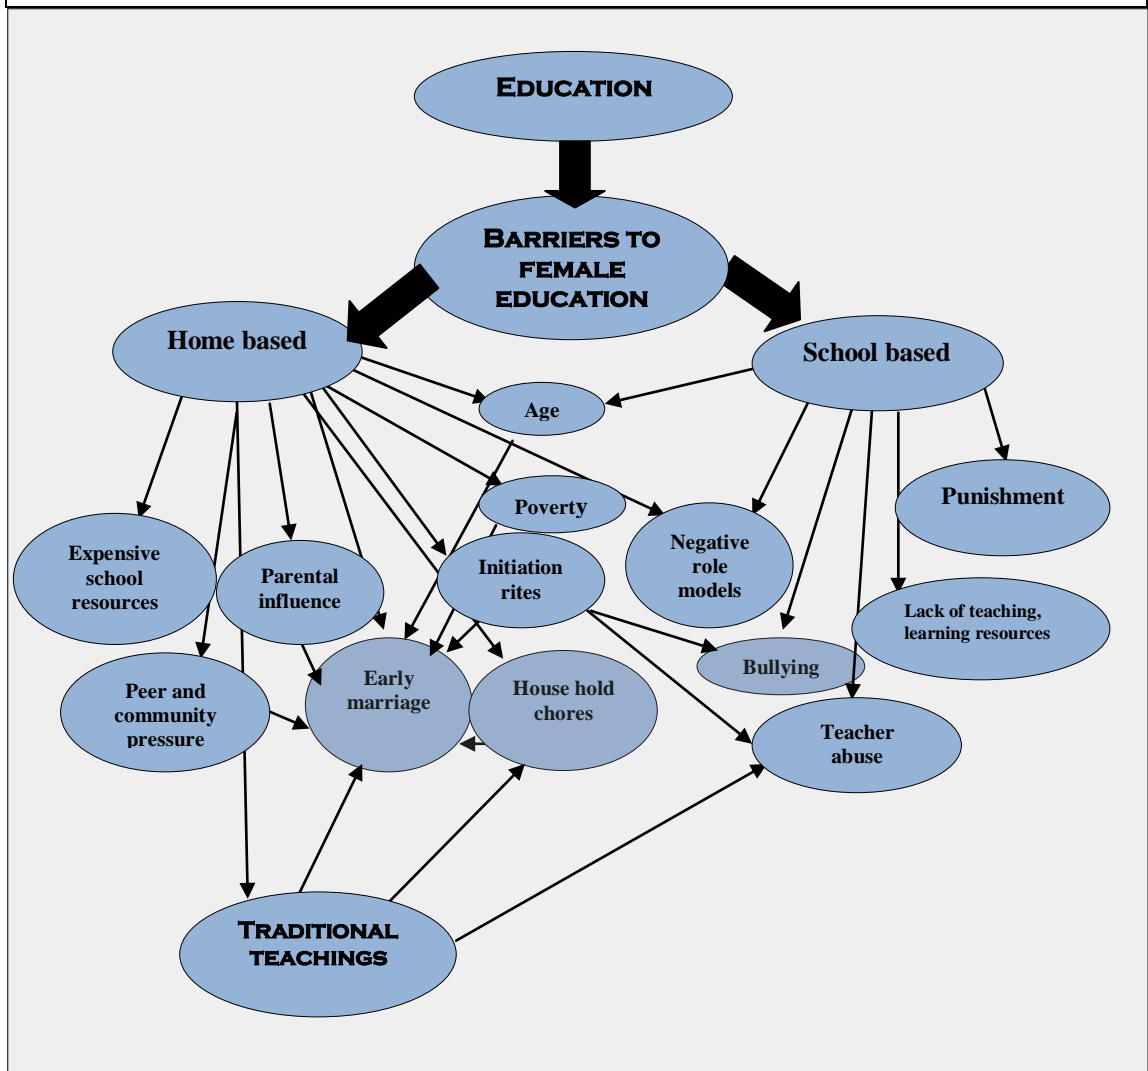 EDUCATION
BARRIERS TO
FEMALE
EDUCATION
Home based
School based
Age
Poverty
Punishment
Expensive
school
resources
Parental
influence
Initiation
rites
Negative
role
models
Lack of teaching,
learning resources
Peer and
community
pressure
Early
marriage
House hold
chores
Bullying
Teacher
abuse
TRADITIONAL
TEACHINGS